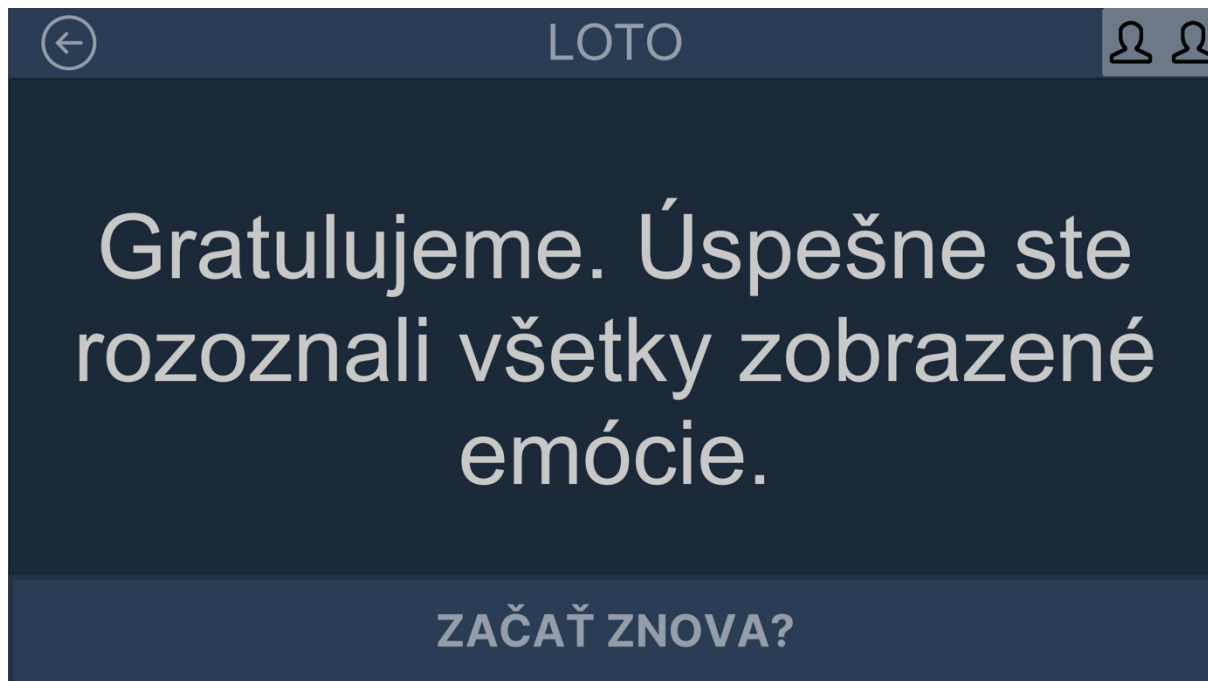 LOTO
Gratulujeme. Úspešne ste
rozoznali všetky zobrazené
emócie.
ZAČAŤ ZNOVA?